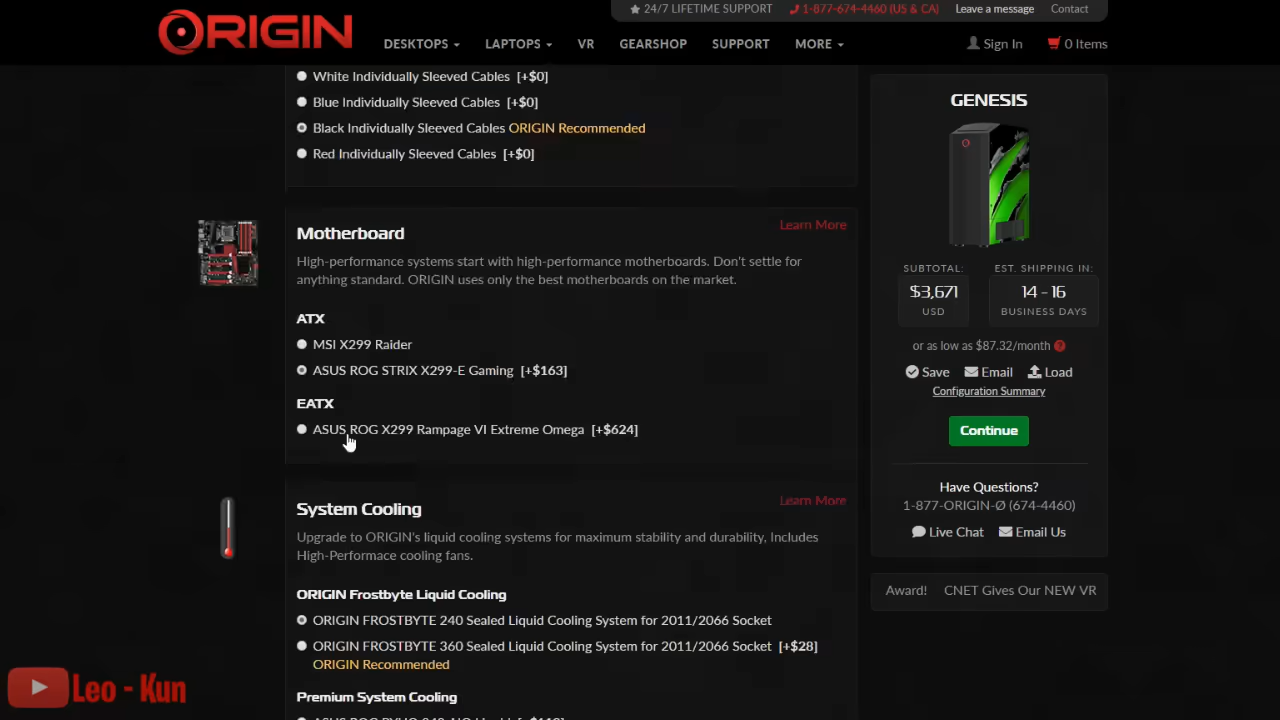 ORIGIN
24/7 LIFETIME SUPPORT 1-877-674-4460 (US & CA) Leave a message Contact
DESKTOPS LAPTOPS VR GEARSHOP SUPPORT MORE Sign In 0 Items
White Individually Sleeved Cables [+$0]
Blue Individually Sleeved Cables [+$0]
Black Individually Sleeved Cables ORIGIN Recommended
Red Individually Sleeved Cables [+$0]
Motherboard
Learn More
High-performance systems start with high-performance motherboards. Don't settle for
anything standard. ORIGIN uses only the best motherboards on the market.
ATX
MSI X299 Raider
ASUS ROG STRIX X299-E Gaming [+$163]
EATX
ASUS ROG X299 Rampage VI Extreme Omega [+$624]
System Cooling
Learn More
Upgrade to ORIGIN's liquid cooling systems for maximum stability and durability, Includes
High-Performace cooling fans.
ORIGIN Frostbyte Liquid Cooling
ORIGIN FROSTBYTE 240 Sealed Liquid Cooling System for 2011/2066 Socket
ORIGIN FROSTBYTE 360 Sealed Liquid Cooling System for 2011/2066 Socket [+$28]
ORIGIN Recommended
Premium System Cooling
GENESIS
SUBTOTAL: EST. SHIPPING IN:
$3,671 14 - 16
USD BUSINESS DAYS
or as low as $87.32/month ?
Save Email Load
Configuration Summary
Continue
Have Questions?
1-877-ORIGIN-Ø (674-4460)
Live Chat Email Us
Award! CNET Gives Our NEW VR
Leo - Kun